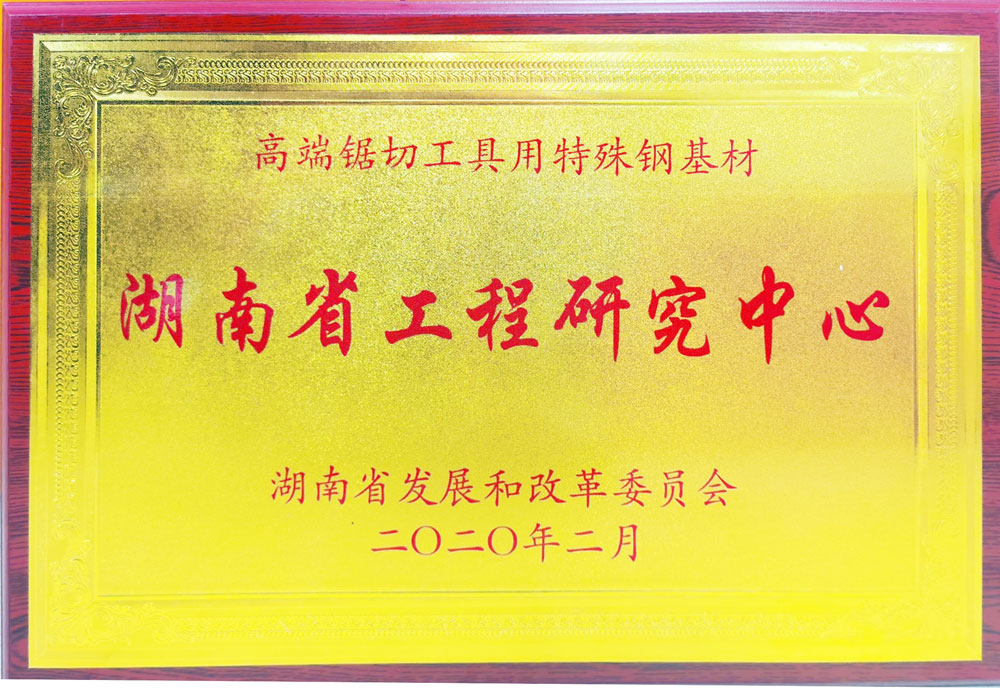 高端锯切工具用特殊钢基材
湖南省工程研究中心
湖南省发展和改革委员会
二〇二〇年二月